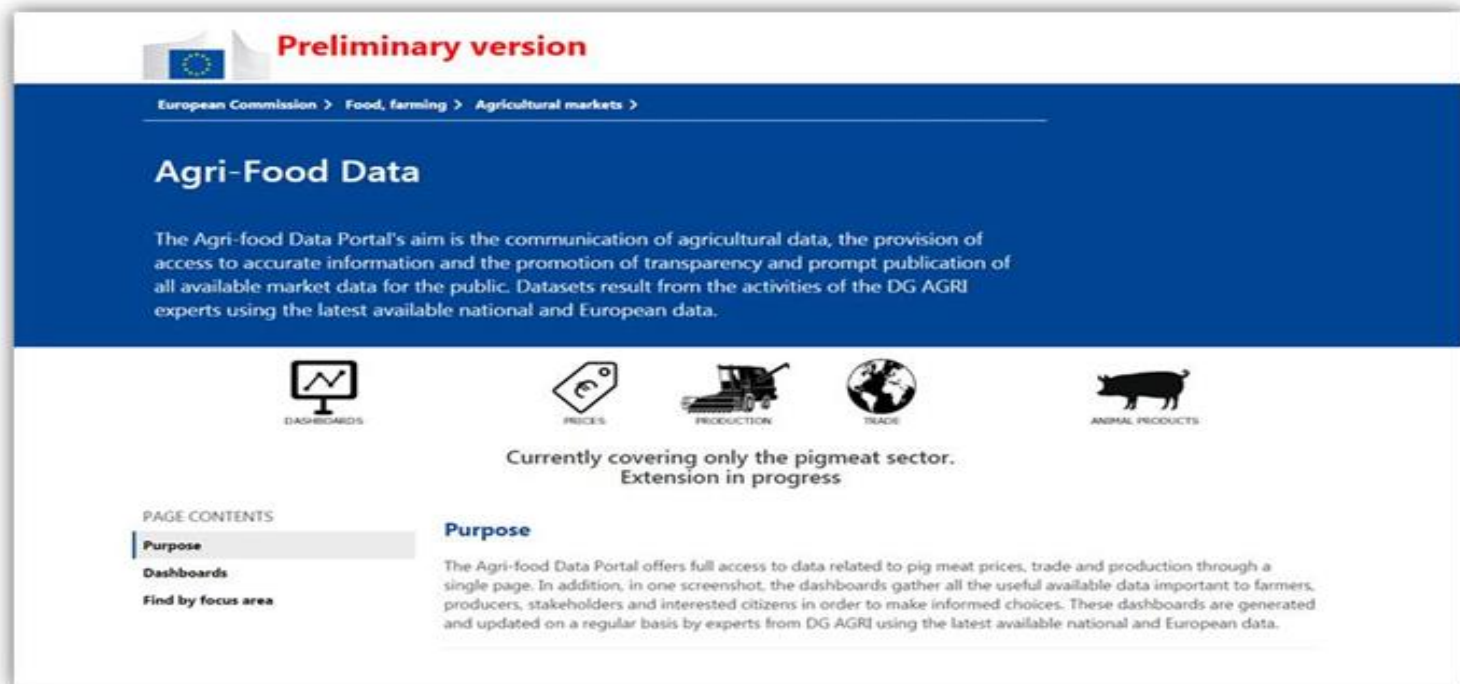 Preliminary version
European Commission > Food, farming > Agricultural markets >
Agri-Food Data
The Agri-food Data Portal's aim is the communication of agricultural data, the provision of
access to accurate information and the promotion of transparency and prompt publication of
all available market data for the public. Datasets result from the activities of the DG AGRI
experts using the latest available national and European data.
DASHBOARDS PRICES PRODUCTION TRADE ANIMAL PRODUCTS
Currently covering only the pigmeat sector.
Extension in progress
PAGE CONTENTS
Purpose
Dashboards
Find by focus area
Purpose
The Agri-food Data Portal offers full access to data related to pig meat prices, trade and production through a
single page. In addition, in one screenshot, the dashboards gather all the useful available data important to farmers,
producers, stakeholders and interested citizens in order to make informed choices. These dashboards are generated
and updated on a regular basis by experts from DG AGRI using the latest available national and European data.